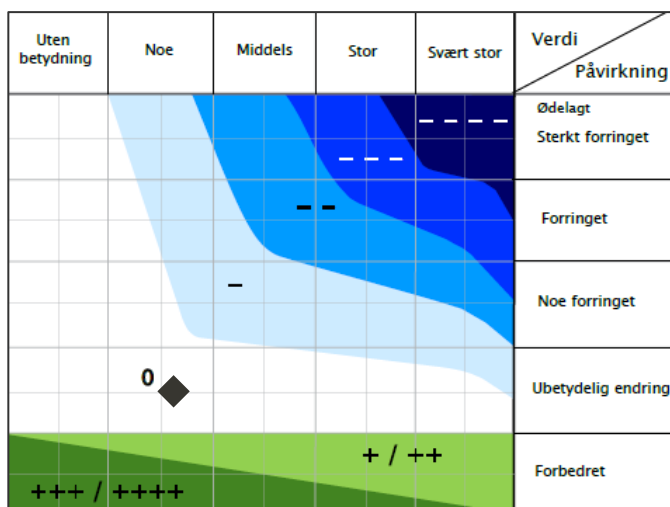 Uten
betydning
Noe
Middels
Stor
Svært stor
Verdi
Påvirkning
Ødelagt
Sterkt forringet
Forringet
Noe forringet
Ubetydelig endring
Forbedret
– – – –
– – –
– –
–
0
+ / ++
+++ / ++++